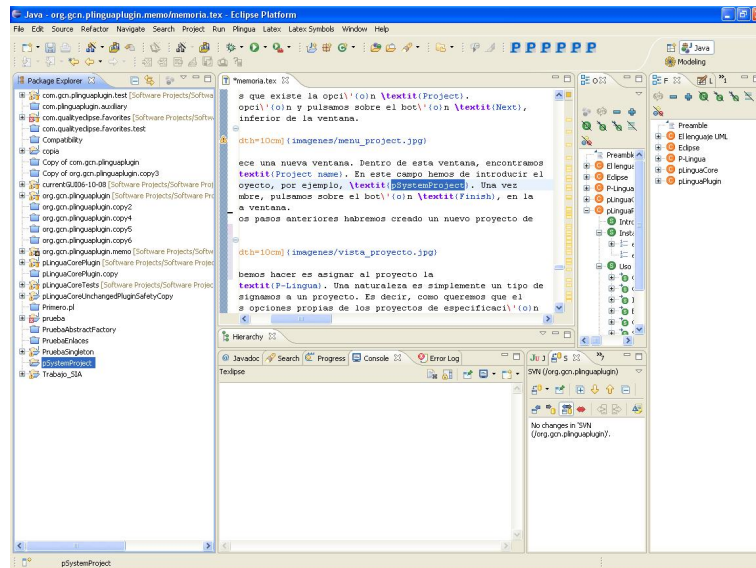 Java - org.gcn.plinguaplugin.memo/memoria.tex - Eclipse Platform
File Edit Source Refactor Navigate Search Project Run Plingua Latex Latex Symbols Window Help
Java
Modeling
Package Explorer
com.gcn.plinguaplugin.test [Software Projects/Softwa
com.plinguaplugin.auxiliary
com.qualityeclipse.favorites [Software Projects/Softwa
com.qualityeclipse.favorites.test
Compatibility
copia
Copy of com.gcn.plinguaplugin
Copy of org.gcn.plinguaplugin.copy3
currentGUI06-10-08 [Software Projects/Software Proj
org.gcn.plinguaplugin [Software Projects/Software Pro
org.gcn.plinguaplugin.copy2
org.gcn.plinguaplugin.copy4
org.gcn.plinguaplugin.copy5
org.gcn.plinguaplugin.copy6
org.gcn.plinguaplugin.memo [Software Projects/Softw
pLinguaCorePlugin [Software Projects/Software Projec
pLinguaCorePlugin.copy
pLinguaCoreTests [Software Projects/Software Projec
pLinguaCoreUnchangedPluginSafetyCopy
Primero.pl
prueba
PruebaAbstractFactory
PruebaEnlaces
PruebaSingleton
pSystemProject
Trabajo_SIA
*memoria.tex
s que existe la opci\'(o)n \textit{Project}.
opci\'(o)n y pulsamos sobre el bot\'(o)n \textit{Next},
inferior de la ventana.
dth=10cm]{imagenes/menu_project.jpg}
ece una nueva ventana. Dentro de esta ventana, encontramos
textit{Project name}. En este campo hemos de introducir el
oyecto, por ejemplo, \textit{pSystemProject}. Una vez
mbre, pulsamos sobre el bot\'(o)n \textit{Finish}, en la
a ventana.
os pasos anteriores habremos creado un nuevo proyecto de
dth=10cm]{imagenes/vista_proyecto.jpg}
bemos hacer es asignar al proyecto la
textit{P-Lingua}. Una naturaleza es simplemente un tipo de
signamos a un proyecto. Es decir, como queremos que el
s opciones propias de los proyectos de especificaci\'(o)n
Hierarchy
Javadoc Search Progress Console Error Log
Texlipse
O
Preamble
El lengua
Eclipse
P-Lingua
pLinguaC
pLinguaP
Intro
Insta
Uso
F L 1
Preamble
El lenguaje UML
Eclipse
P-Lingua
pLinguaCore
pLinguaPlugin
Ju J S 7
SVN (/org.gcn.plinguaplugin)
No changes in 'SVN
(/org.gcn.plinguaplugin)'.
pSystemProject